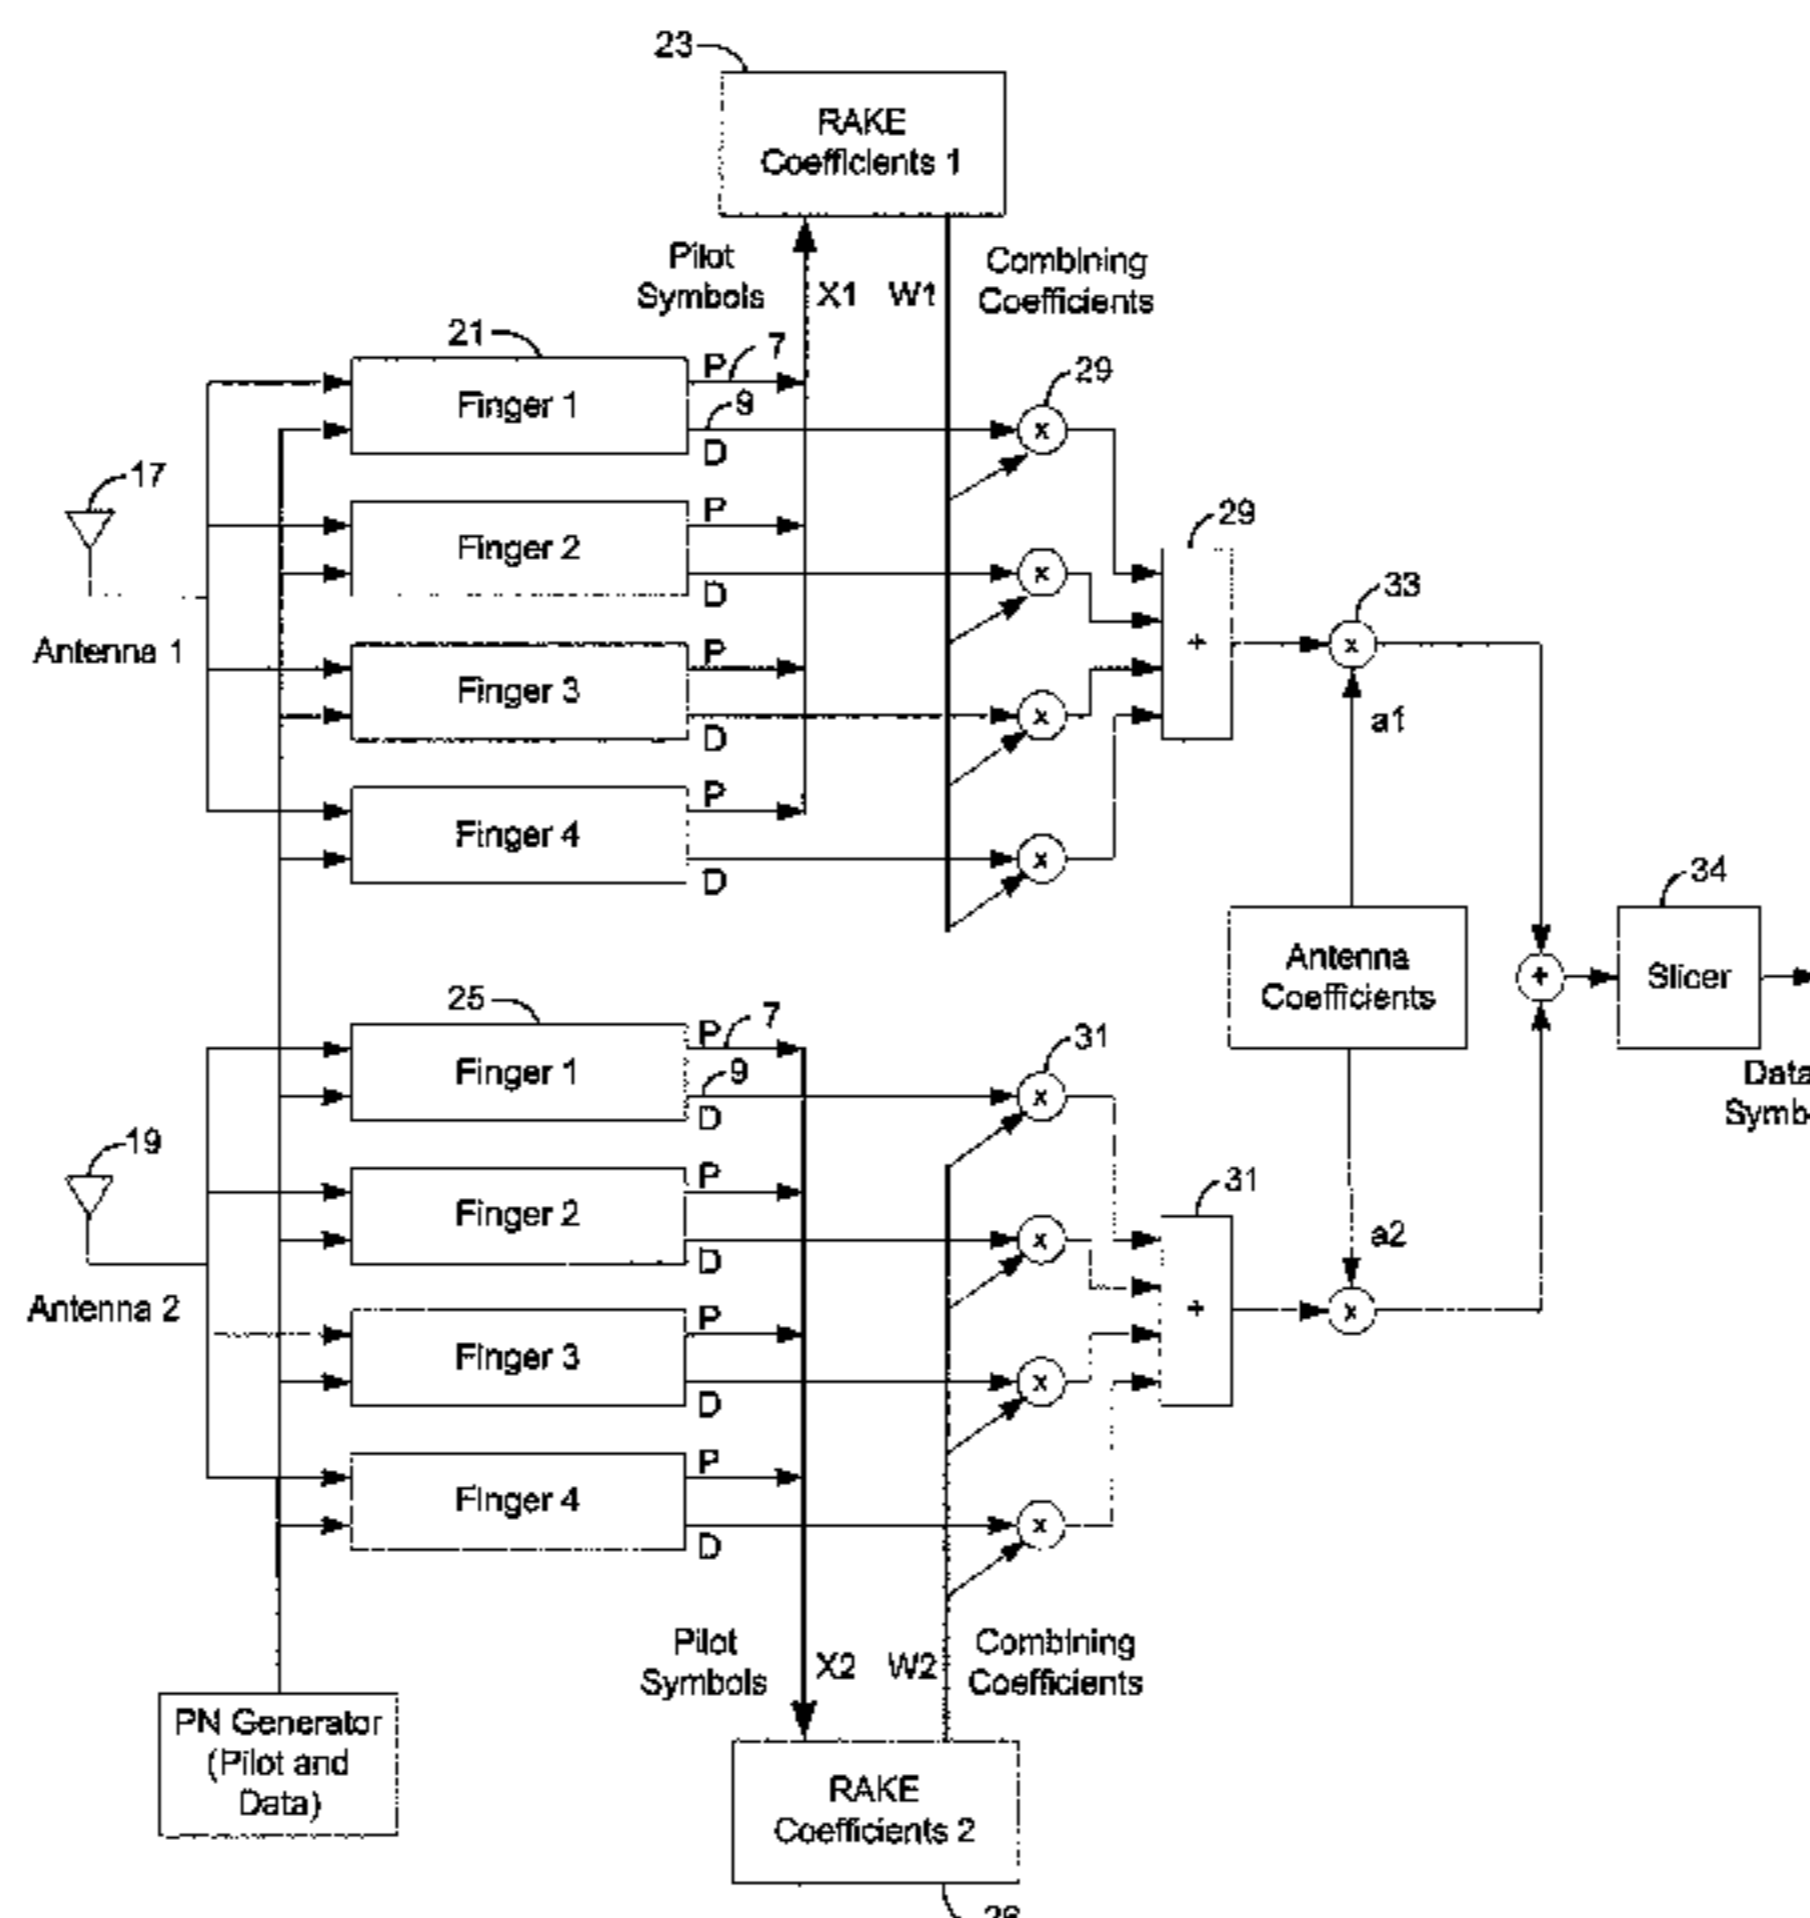 23
RAKE
Coefficients 1
Pilot
Symbols
X1
W1
Combining
Coefficients
21
P
7
Finger 1
9
D
29
x
17
P
Finger 2
D
x
29
Antenna 1
P
Finger 3
D
x
+
33
x
a1
P
Finger 4
D
x
34
Antenna
Coefficients
+
Slicer
25
P
7
Finger 1
9
D
31
x
Data
19
P
Finger 2
D
x
31
a2
Antenna 2
P
Finger 3
D
x
+
x
P
Finger 4
D
x
Pilot
Symbols
X2
W2
Combining
Coefficients
PN Generator
(Pilot and
Data)
RAKE
Coefficients 2